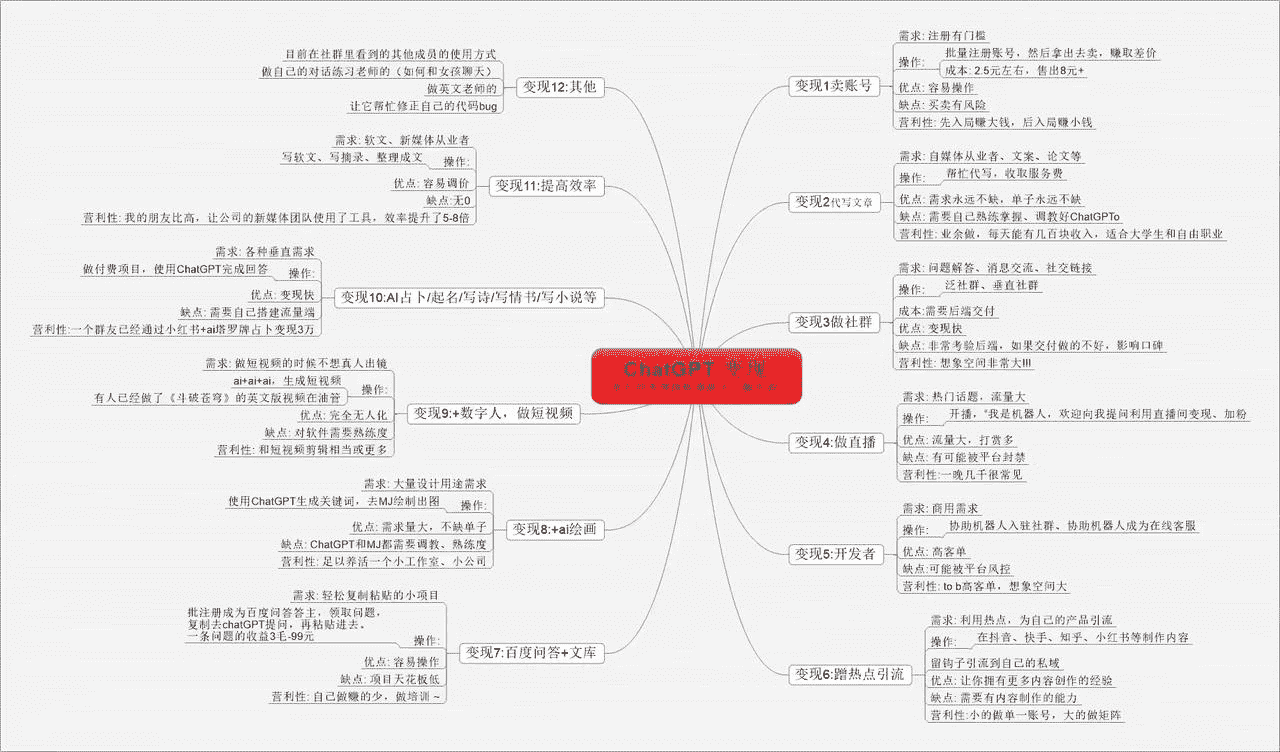 ChatGPT
变现1卖账号
需求: 注册有门槛
操作:
批量注册账号，然后拿出去卖，赚取差价
成本: 2.5元左右，售出8元+
优点: 容易操作
缺点: 买卖有风险
营利性: 先入局赚大钱，后入局赚小钱
变现2代写文章
需求: 自媒体从业者、文案、论文等
操作:
帮忙代写，收取服务费
优点: 需求永远不缺，单子永远不缺
缺点: 需要自己熟练掌握、调教好ChatGPTo
营利性: 业余做，每天能有几百块收入，适合大学生和自由职业
变现3做社群
需求: 问题解答、消息交流、社交链接
操作:
泛社群、垂直社群
成本:需要后端交付
优点: 变现快
缺点: 非常考验后端，如果交付做的不好，影响口碑
营利性: 想象空间非常大!!!
变现4:做直播
需求: 热门话题，流量大
操作:
开播，“我是机器人，欢迎向我提问利用直播间变现、加粉
优点: 流量大，打赏多
缺点: 有可能被平台封禁
营利性:一晚几千很常见
变现5:开发者
需求: 商用需求
操作:
协助机器人入驻社群、协助机器人成为在线客服
优点: 高客单
缺点:可能被平台风控
营利性: to b高客单，想象空间大
变现6:蹭热点引流
需求: 利用热点，为自己的产品引流
操作:
在抖音、快手、知乎、小红书等制作内容
留钩子引流到自己的私域
优点: 让你拥有更多内容创作的经验
缺点: 需要有内容制作的能力
营利性:小的做单一账号，大的做矩阵
变现7:百度问答+文库
需求: 轻松复制粘贴的小项目
批注册成为百度问答答主，领取问题，
复制去chatGPT提问，再粘贴进去。
一条问题的收益3毛-99元
操作:
优点: 容易操作
缺点: 项目天花板低
营利性: 自己做赚的少，做培训 ~
变现8:+ai绘画
需求: 大量设计用途需求
使用ChatGPT生成关键词，去MJ绘制出图
操作:
优点: 需求量大，不缺单子
缺点: ChatGPT和MJ都需要调教、熟练度
营利性: 足以养活一个小工作室、小公司
变现9:+数字人，做短视频
需求: 做短视频的时候不想真人出镜
ai+ai+ai，生成短视频
有人已经做了《斗破苍穹》的英文版视频在油管
操作:
优点: 完全无人化
缺点: 对软件需要熟练度
营利性: 和短视频剪辑相当或更多
变现10:AI占卜/起名/写诗/写情书/写小说等
需求: 各种垂直需求
做付费项目，使用ChatGPT完成回答
操作:
优点: 变现快
缺点: 需要自己搭建流量端
营利性:一个群友已经通过小红书+ai塔罗牌占卜变现3万
变现11:提高效率
需求: 软文、新媒体从业者
写软文、写摘录、整理成文
操作:
优点: 容易调价
缺点:无0
营利性: 我的朋友比高，让公司的新媒体团队使用了工具，效率提升了5-8倍
变现12:其他
目前在社群里看到的其他成员的使用方式
做自己的对话练习老师的（如何和女孩聊天）
做英文老师的
让它帮忙修正自己的代码bug